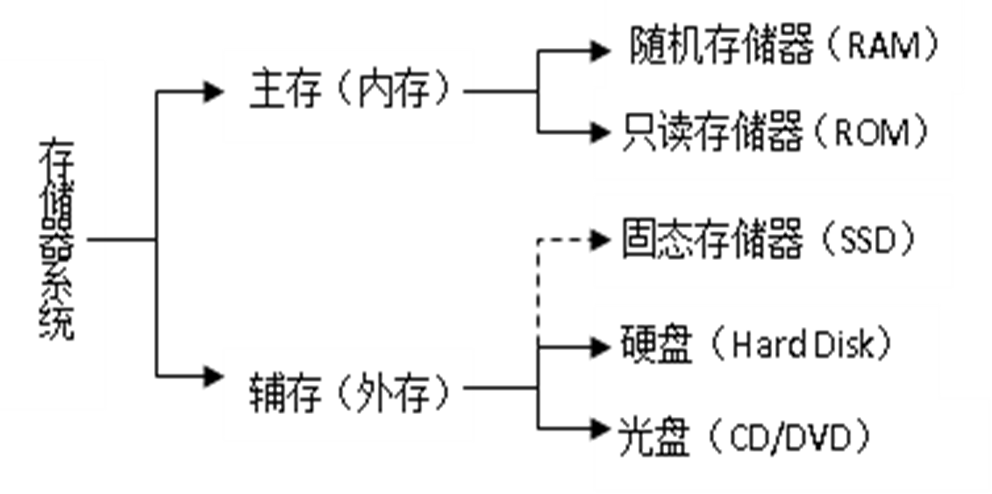 存储器系统
主存（内存）
随机存储器（RAM）
只读存储器（ROM）
辅存（外存）
固态存储器（SSD）
硬盘（Hard Disk）
光盘（CD/DVD）